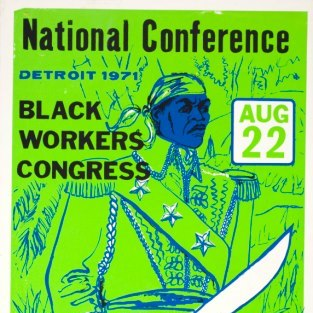 National Conference
DETROIT 1971
BLACK
WORKERS
CONGRESS
AUG
22